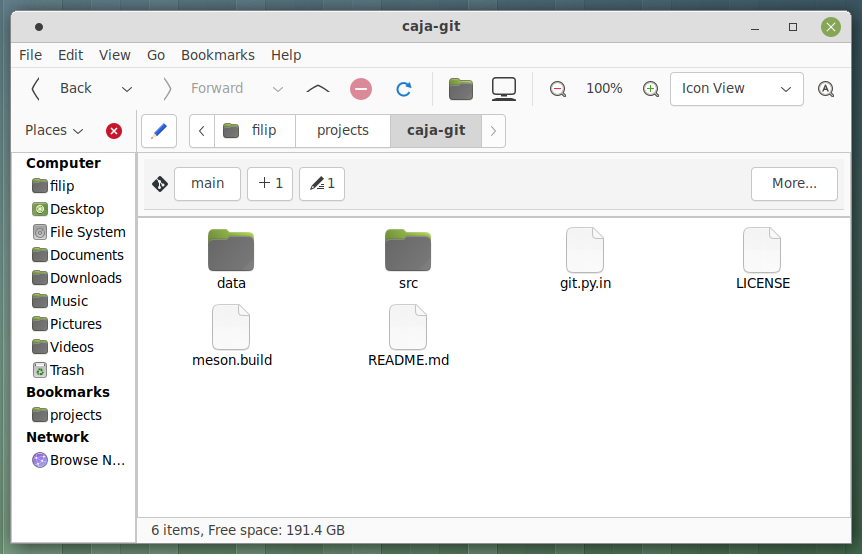 caja-git
File Edit View Go Bookmarks Help
Back Forward 100% Icon View
Places filip projects caja-git
Computer
filip
Desktop
File System
Documents
Downloads
Music
Pictures
Videos
Trash
Bookmarks
projects
Network
Browse N...
main + 1 1 More...
data src git.py.in LICENSE
meson.build README.md
6 items, Free space: 191.4 GB